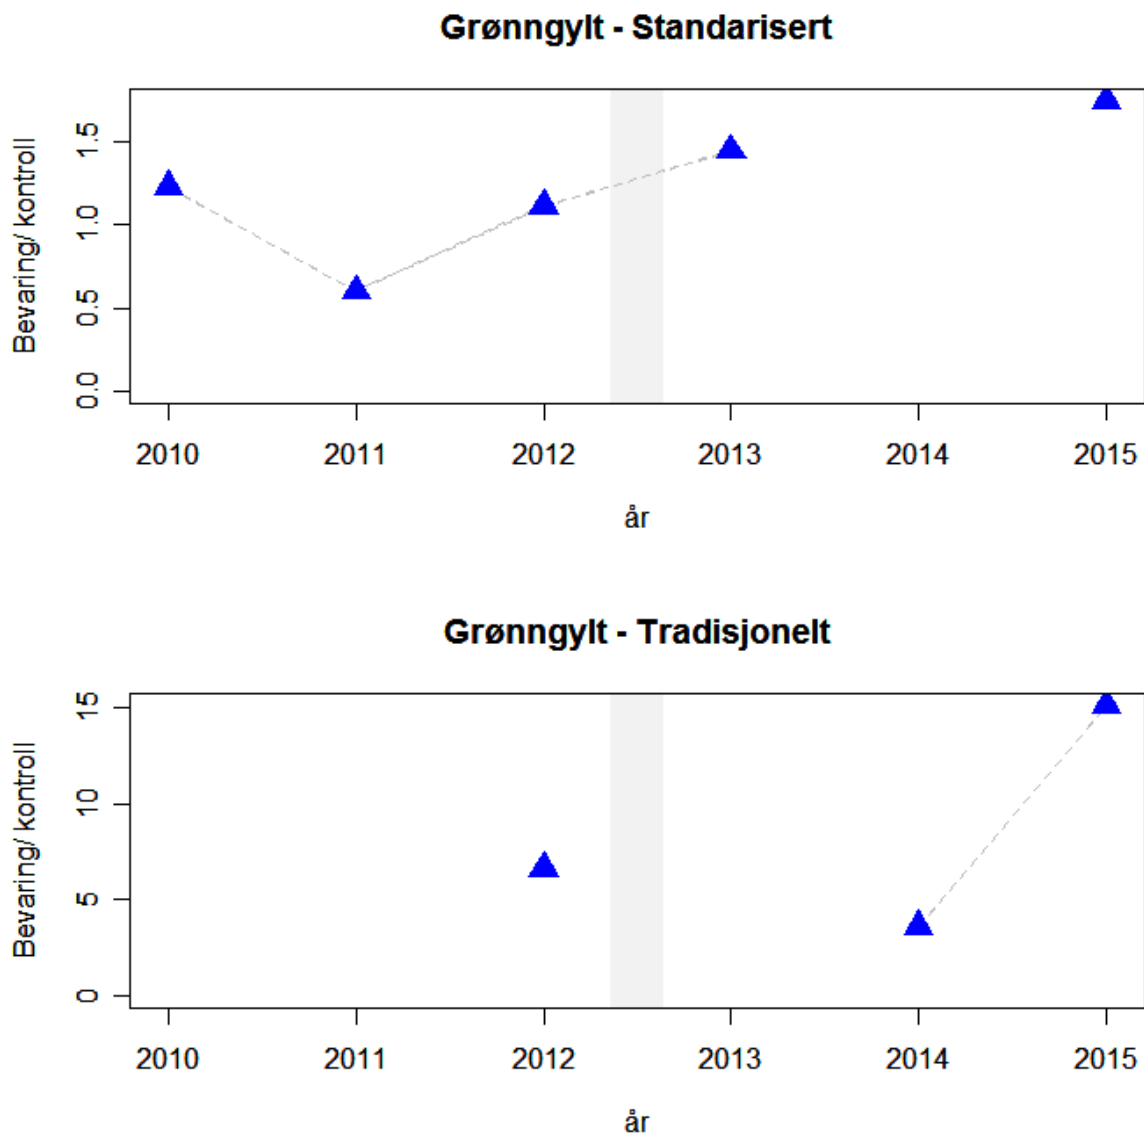 Grønngylt - Standarisert
Bevaring/ kontroll
1.5
1.0
0.5
0.0
2010 2011 2012 2013 2014 2015
år
Grønngylt - Tradisjonelt
Bevaring/ kontroll
15
10
5
0
2010 2011 2012 2013 2014 2015
år